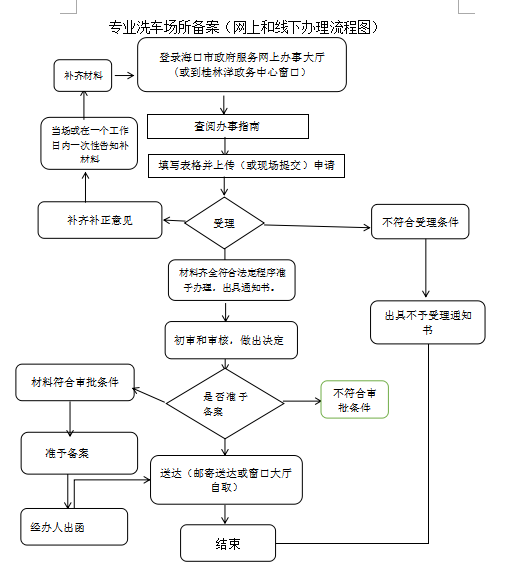 专业洗车场所备案（网上和线下办理流程图）
登录海口市政府服务网上办事大厅
（或到桂林洋政务中心窗口）
补齐材料
查阅办事指南
当场或在一个工作
日内一次性告知补
材料
填写表格并上传（或现场提交）申请
补齐补正意见
受理
不符合受理条件
材料齐全符合法定程序准
予办理，出具通知书。
出具不予受理通知
书
初审和审核，做出决定
材料符合审批条件
是否准予
备案
不符合审
批条件
准予备案
送达（邮寄送达或窗口大厅
自取）
经办人出函
结束